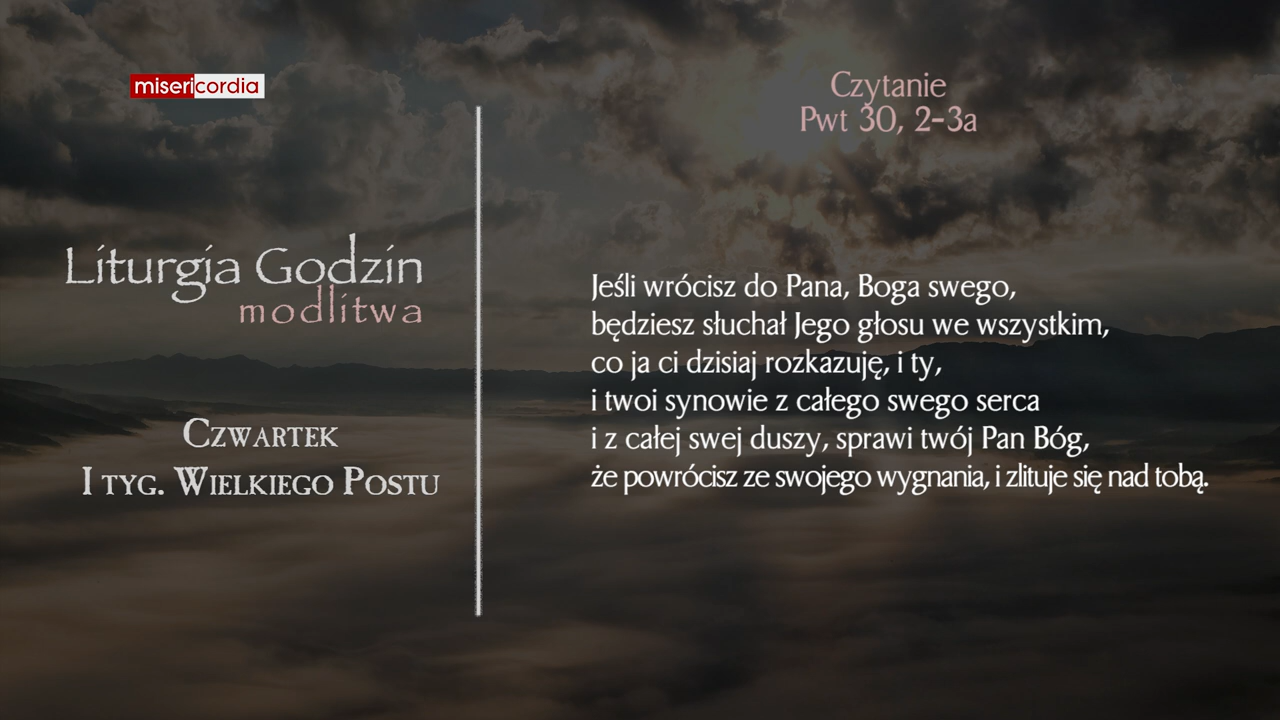 misericordia
Liturgia Godzin
modlitwa
Czwartek
I tyg. Wielkiego Postu
Czytanie
Pwt 30, 2-3a
Jeśli wrócisz do Pana, Boga swego,
będziesz słuchał Jego głosu we wszystkim,
co ja ci dzisiaj rozkazuję, i ty,
i twoi synowie z całego swego serca
i z całej swej duszy, sprawi twój Pan Bóg,
że powrócisz ze swojego wygnania, i zlituje się nad tobą.